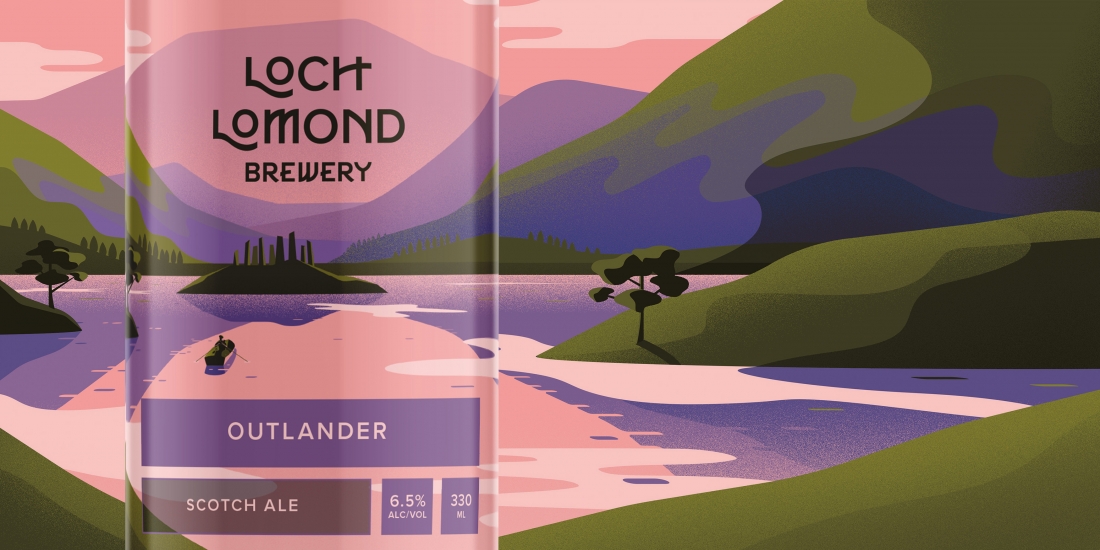 LOCH
LOMOND
BREWERY
OUTLANDER
SCOTCH ALE
6.5%
ALC/VOL
330
ML